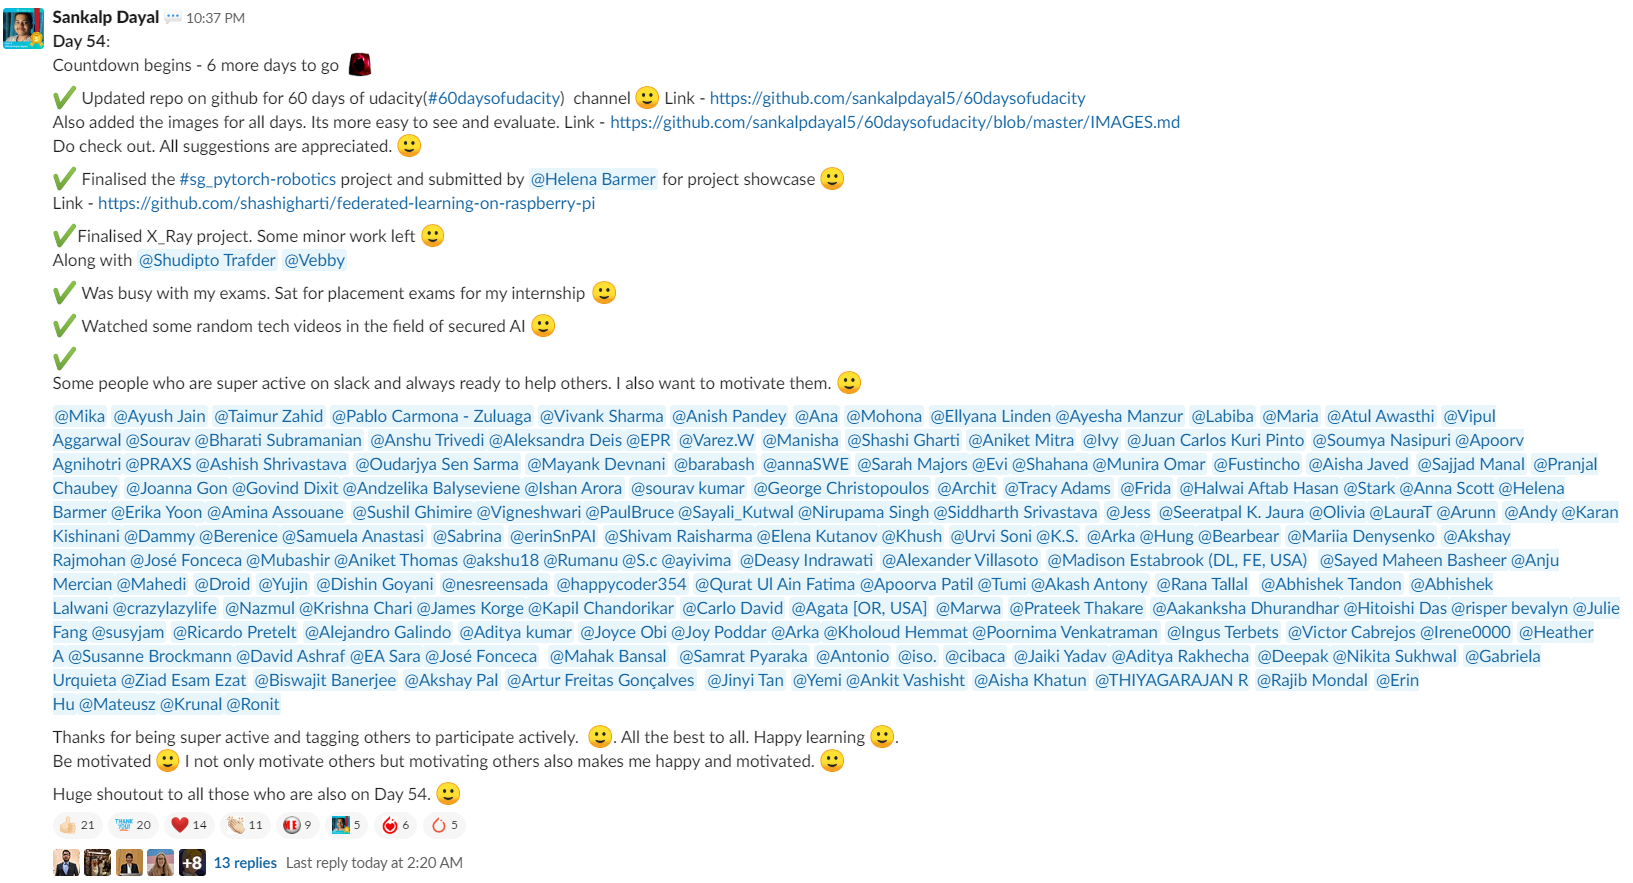 Sankalp Dayal 10:37 PM
Day 54:
Countdown begins - 6 more days to go
Updated repo on github for 60 days of udacity(#60daysofudacity) channel Link - https://github.com/sankalpdayal5/60daysofudacity
Also added the images for all days. Its more easy to see and evaluate. Link - https://github.com/sankalpdayal5/60daysofudacity/blob/master/IMAGES.md
Do check out. All suggestions are appreciated.
Finalised the #sg_pytorch-robotics project and submitted by @Helena Barmer for project showcase
Link - https://github.com/shashigharti/federated-learning-on-raspberry-pi
Finalised X_Ray project. Some minor work left
Along with @Shudipto Trafder @Vebby
Was busy with my exams. Sat for placement exams for my internship
Watched some random tech videos in the field of secured AI
Some people who are super active on slack and always ready to help others. I also want to motivate them.
@Mika @Ayush Jain @Taimur Zahid @Pablo Carmona - Zuluaga @Vivank Sharma @Anish Pandey @Ana @Mohona @Ellyana Linden @Ayesha Manzur @Labiba @Maria @Atul Awasthi @Vipul
Aggarwal @Sourav @Bharati Subramanian @Anshu Trivedi @Aleksandra Deis @EPR @Varez.W @Manisha @Shashi Gharti @Aniket Mitra @Ivy @Juan Carlos Kuri Pinto @Soumya Nasipuri @Apoorv
Agnihotri @PRAXS @Ashish Shrivastava @Oudarjya Sen Sarma @Mayank Devnani @barabash @annaSWE @Sarah Majors @Evi @Shahana @Munira Omar @Fustincho @Aisha Javed @Sajjad Manal @Pranjal
Chaubey @Joanna Gon @Govind Dixit @Andzelika Balyseviene @Ishan Arora @sourav kumar @George Christopoulos @Archit @Tracy Adams @Frida @Halwai Aftab Hasan @Stark @Anna Scott @Helena
Barmer @Erika Yoon @Amina Assouane @Sushil Ghimire @Vigneshwari @PaulBruce @Sayali_Kutwal @Nirupama Singh @Siddharth Srivastava @Jess @Seeratpal K. Jaura @Olivia @LauraT @Arunn @Andy @Karan
Kishinani @Dammy @Berenice @Samuela Anastasi @Sabrina @erinSnPAI @Shivam Raisharma @Elena Kutanov @Khush @Urvi Soni @K.S. @Arka @Hung @Bearbear @Mariia Denysenko @Akshay
Rajmohan @José Fonceca @Mubashir @Aniket Thomas @akshu18 @Rumanu @S.c @ayivima @Deasy Indrawati @Alexander Villasoto @Madison Estabrook (DL, FE, USA) @Sayed Maheen Basheer @Anju
Mercian @Mahedi @Droid @Yujin @Dishin Goyani @nesreensada @happycoder354 @Qurat Ul Ain Fatima @Apoorva Patil @Tumi @Akash Antony @Rana Tallal @Abhishek Tandon @Abhishek
Lalwani @crazylazylife @Nazmul @Krishna Chari @James Korge @Kapil Chandorikar @Carlo David @Agata [OR, USA] @Marwa @Prateek Thakare @Aakanksha Dhurandhar @Hitoishi Das @risper bevalyn @Julie
Fang @susyjam @Ricardo Pretelt @Alejandro Galindo @Aditya kumar @Joyce Obi @Joy Poddar @Arka @Kholoud Hemmat @Poornima Venkatraman @Ingus Terbets @Victor Cabrejos @Irene0000 @Heather
A @Susanne Brockmann @David Ashraf @EA Sara @José Fonceca @Mahak Bansal @Samrat Pyaraka @Antonio @iso. @cibaca @Jaiki Yadav @Aditya Rakhecha @Deepak @Nikita Sukhwal @Gabriela
Urquieta @Ziad Esam Ezat @Biswajit Banerjee @Akshay Pal @Artur Freitas Gonçalves @Jinyi Tan @Yemi @Ankit Vashisht @Aisha Khatun @THIYAGARAJAN R @Rajib Mondal @Erin
Hu @Mateusz @Krunal @Ronit
Thanks for being super active and tagging others to participate actively. . All the best to all. Happy learning .
Be motivated I not only motivate others but motivating others also makes me happy and motivated.
Huge shoutout to all those who are also on Day 54.
21 THANK YOU! 20 14 11 9 5 6 5
+8 13 replies Last reply today at 2:20 AM